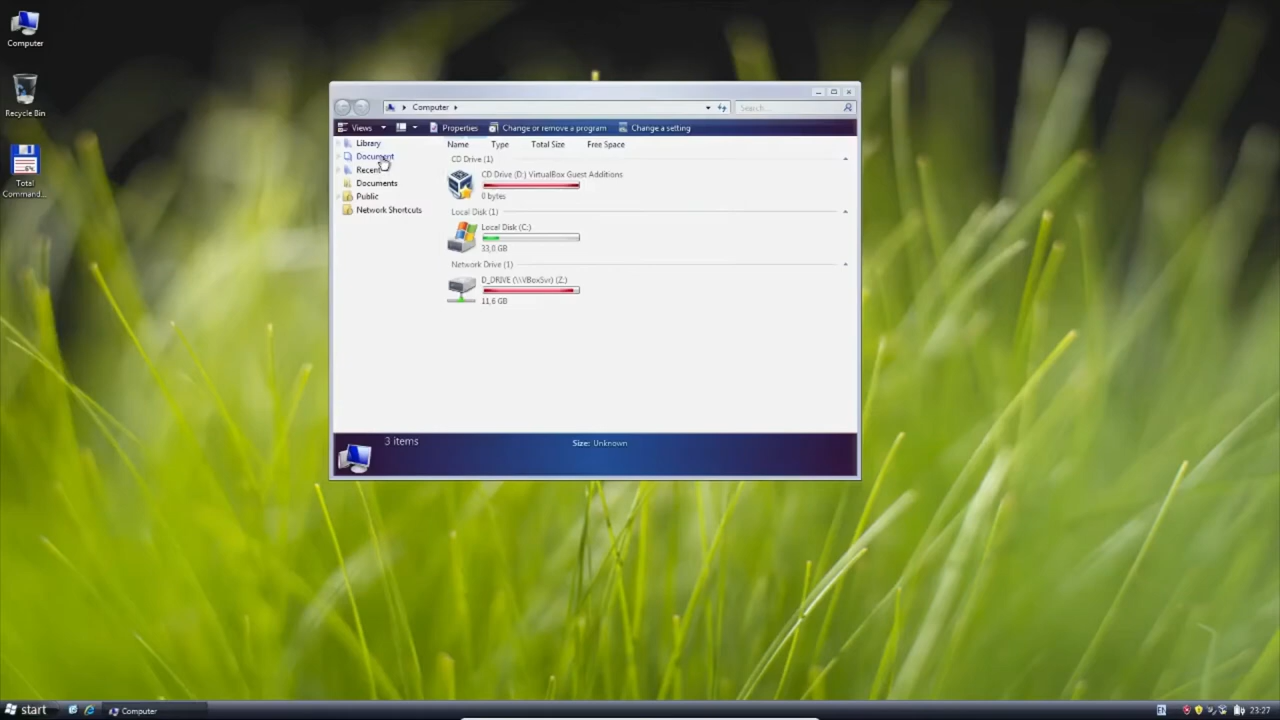 Computer
Recycle Bin
Total
Command...
Computer
Search...
Views
Properties
Change or remove a program
Change a setting
Library
Document
Recent
Documents
Public
Network Shortcuts
Name Type Total Size Free Space
CD Drive (1)
CD Drive (D:) VirtualBox Guest Additions
0 bytes
Local Disk (1)
Local Disk (C:)
33,0 GB
Network Drive (1)
D_DRIVE (\\VBoxSvr) (Z:)
11,6 GB
3 items
Size: Unknown
start
Computer
EN
23:27